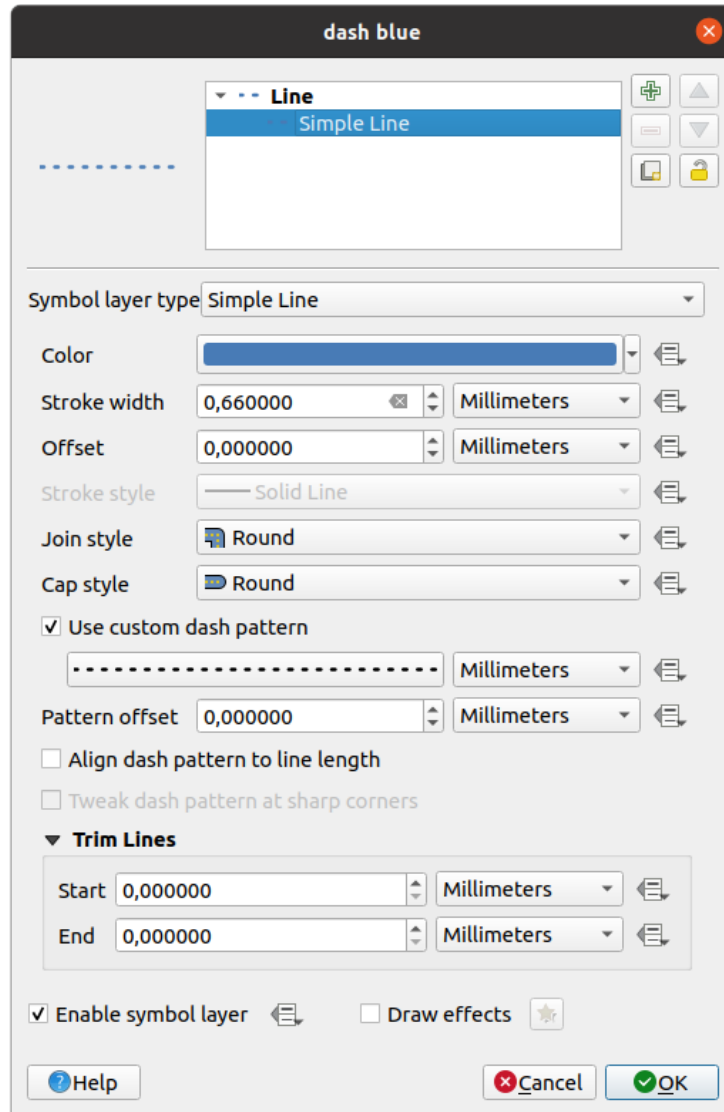 dash blue
Line
Simple Line
Symbol layer type Simple Line
Color
Stroke width 0,660000 Millimeters
Offset 0,000000 Millimeters
Stroke style Solid Line
Join style Round
Cap style Round
Use custom dash pattern
Millimeters
Pattern offset 0,000000 Millimeters
Align dash pattern to line length
Tweak dash pattern at sharp corners
Trim Lines
Start 0,000000 Millimeters
End 0,000000 Millimeters
Enable symbol layer Draw effects
Help Cancel OK